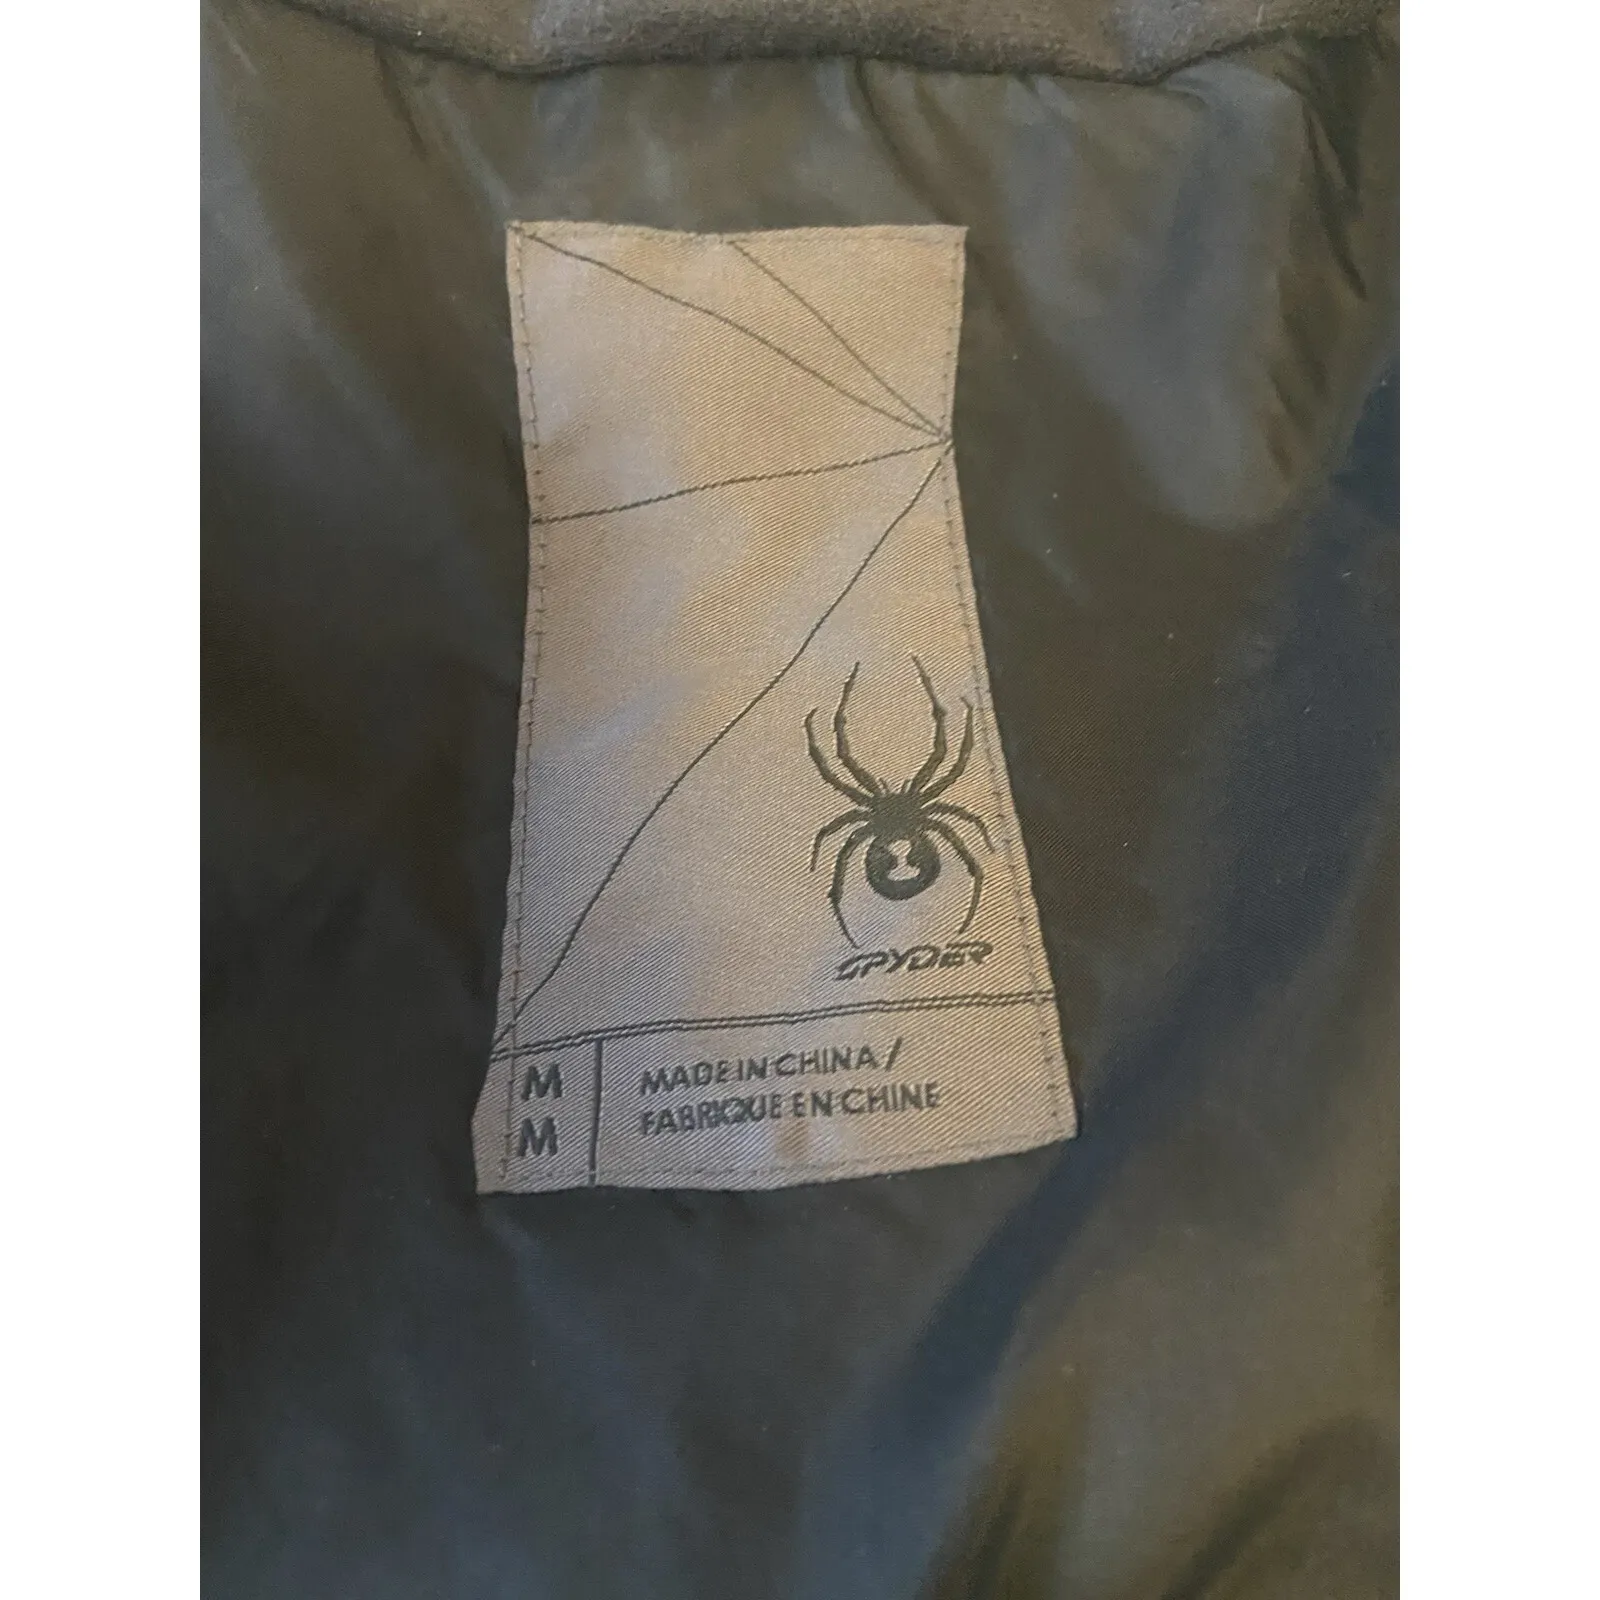 SPYDER
M
M
MADE IN CHINA /
FABRIQUE EN CHINE